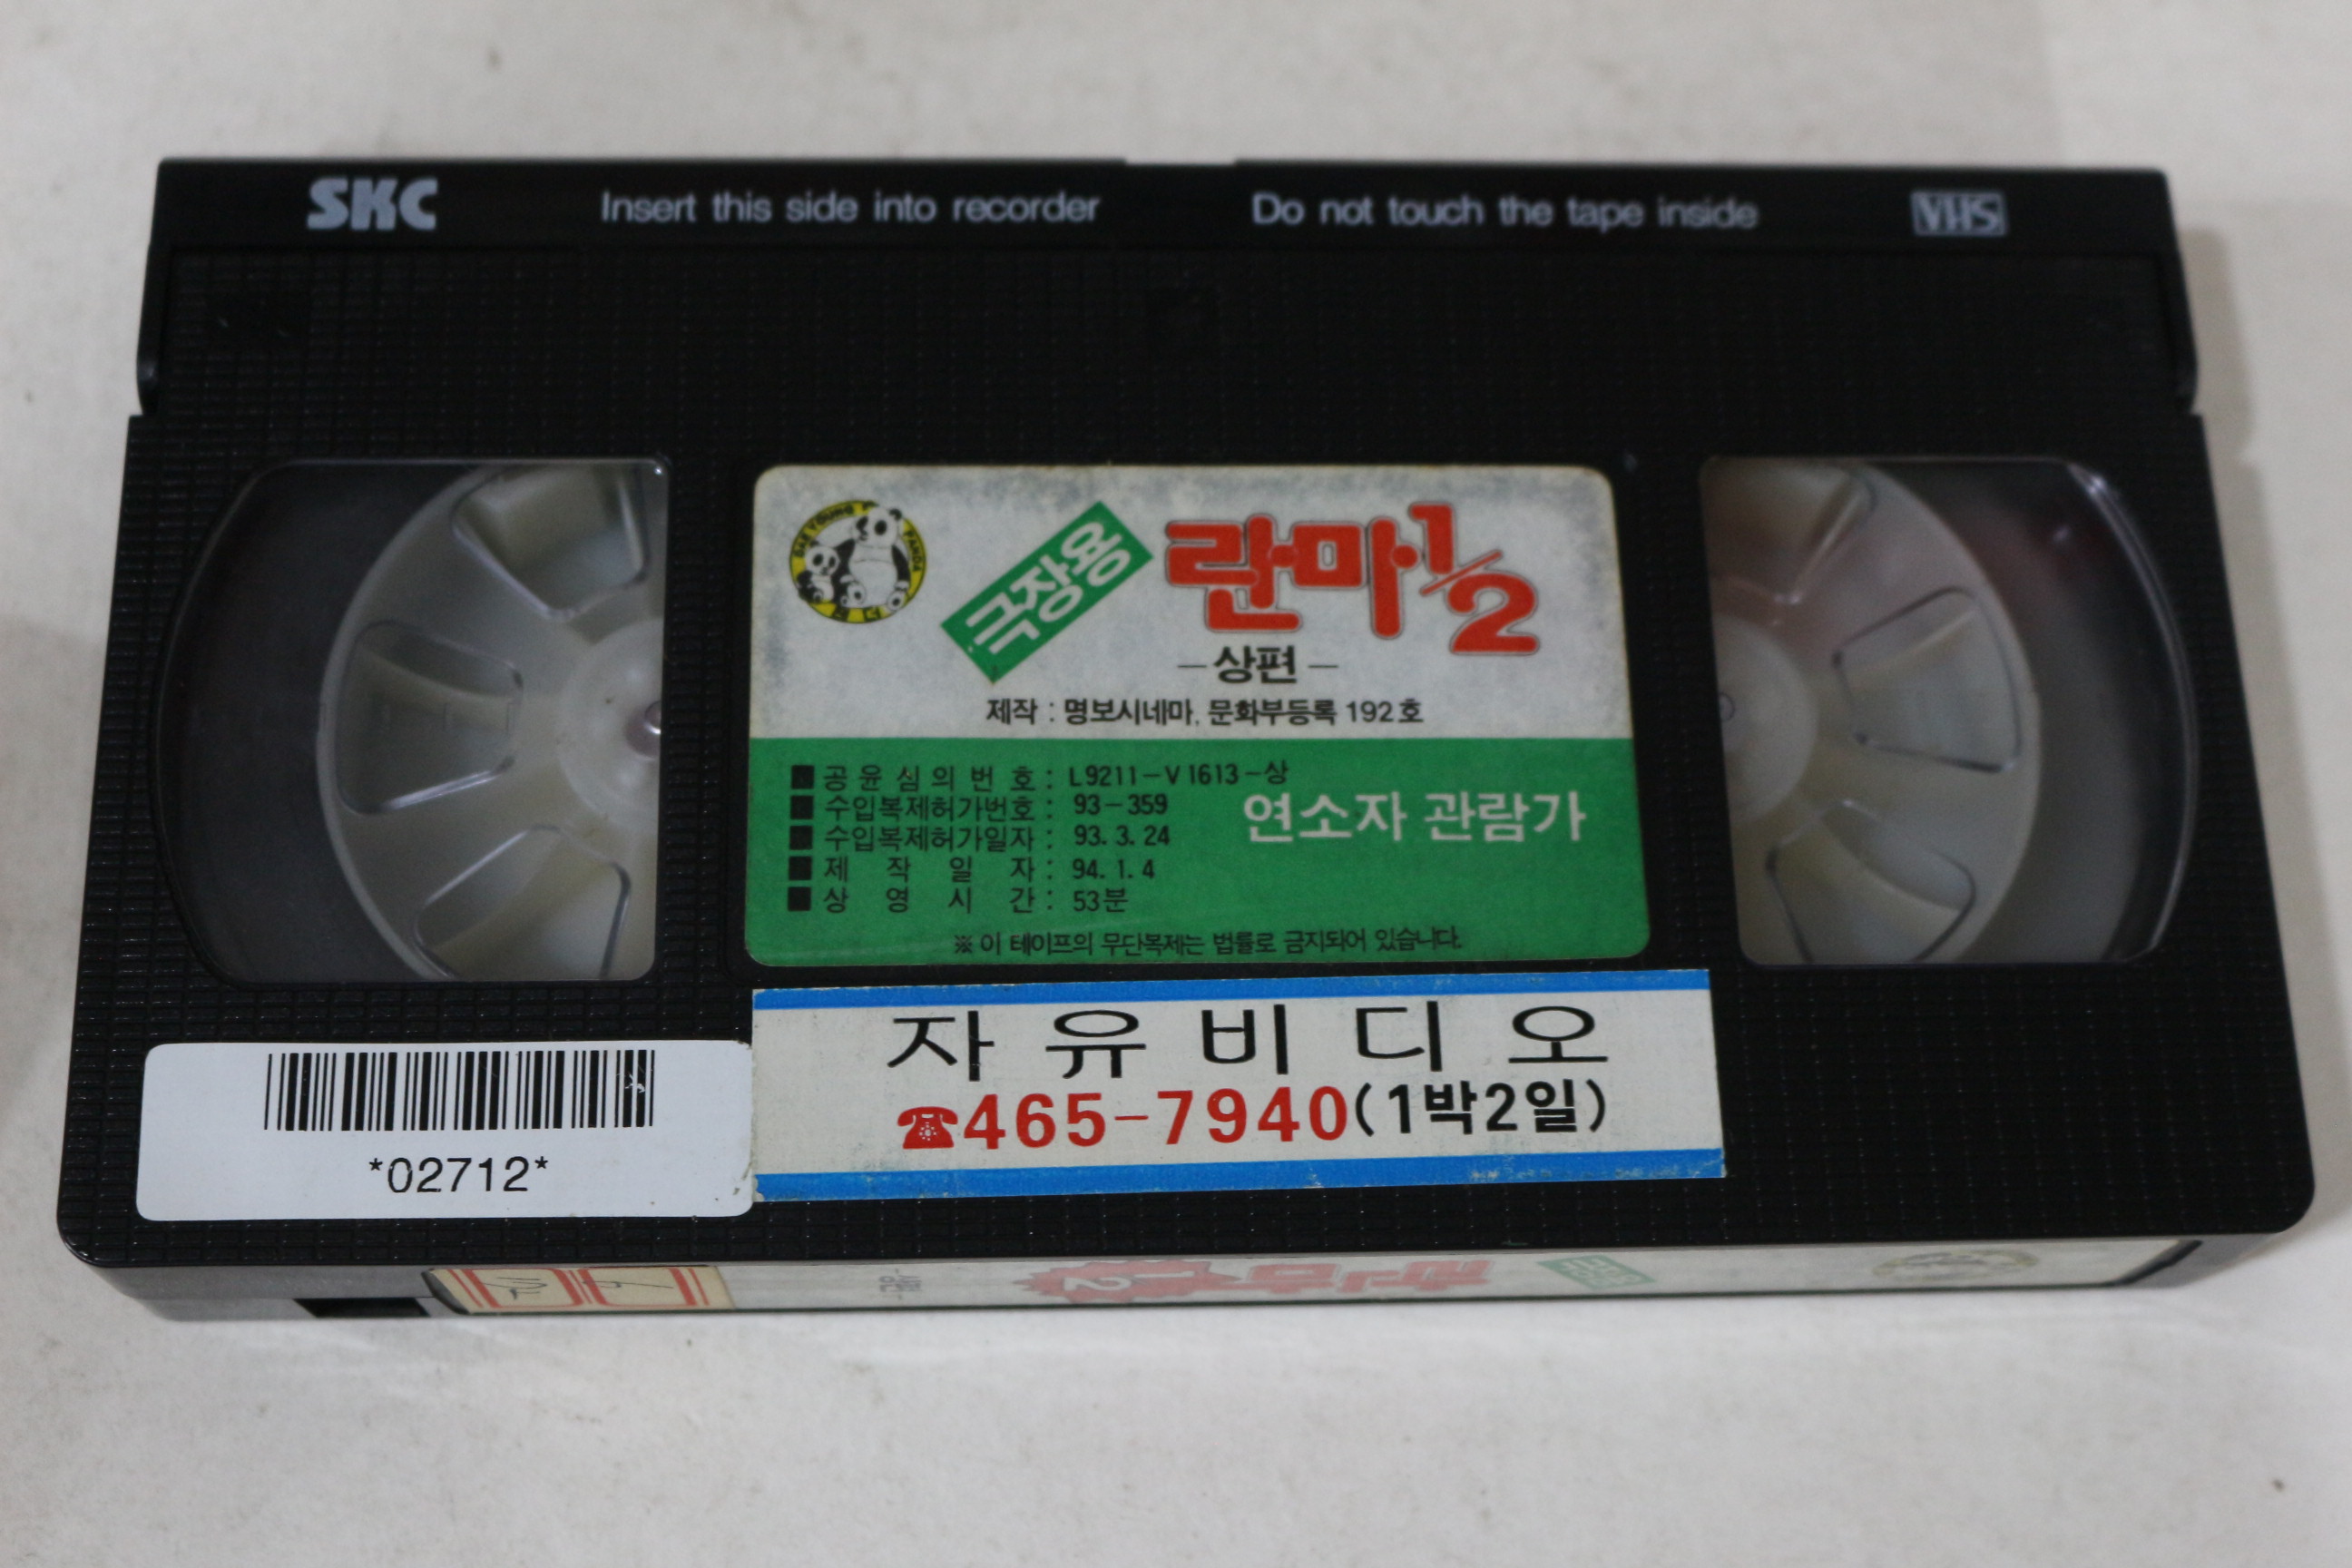 SKC Insert this side into recorder Do not touch the tape inside VHS
SAE YOUNG PANDA
극장용
란마1/2
-상편-
제작 : 명보시네마, 문화부등록 192호
■ 공윤심의번호 : L9211-V1613-상
■ 수입복제허가번호 : 93-359
연소자 관람가
■ 수입복제허가일자 : 93. 3. 24
■ 제작일자 : 94. 1. 4
■ 상영시간 : 53분
※ 이 테이프의 무단복제는 법률로 금지되어 있습니다.
자유비디오
☎465-7940(1박2일)
*02712*